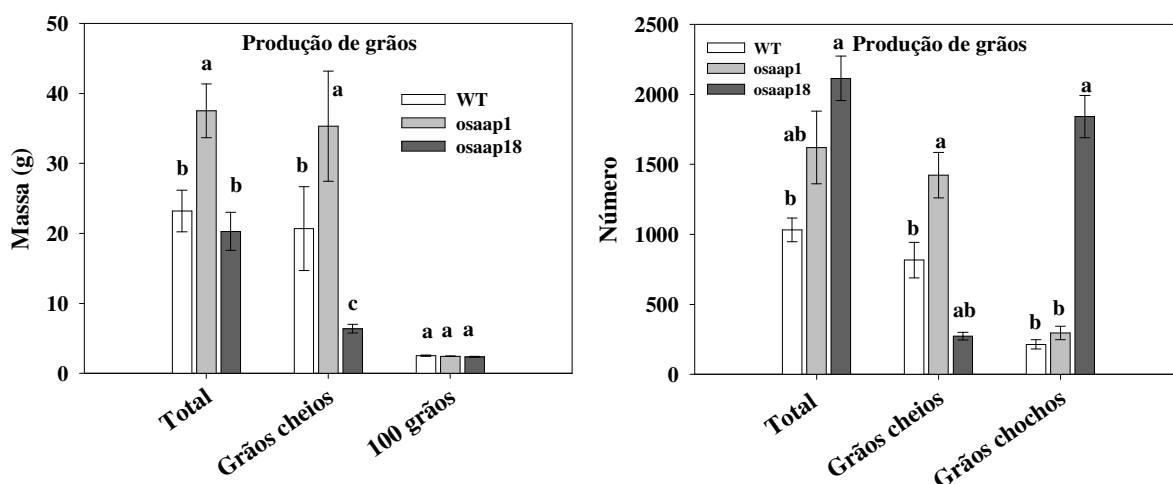 Produção de grãos
WT
osaap1
osaap18
Massa (g)
50
40
30
20
10
0
b
a
b
b
a
c
a
a
a
Total
Grãos cheios
100 grãos
Produção de grãos
WT
osaap1
osaap18
Número
2500
2000
1500
1000
500
0
b
ab
a
b
a
ab
b
b
a
Total
Grãos cheios
Grãos chochos